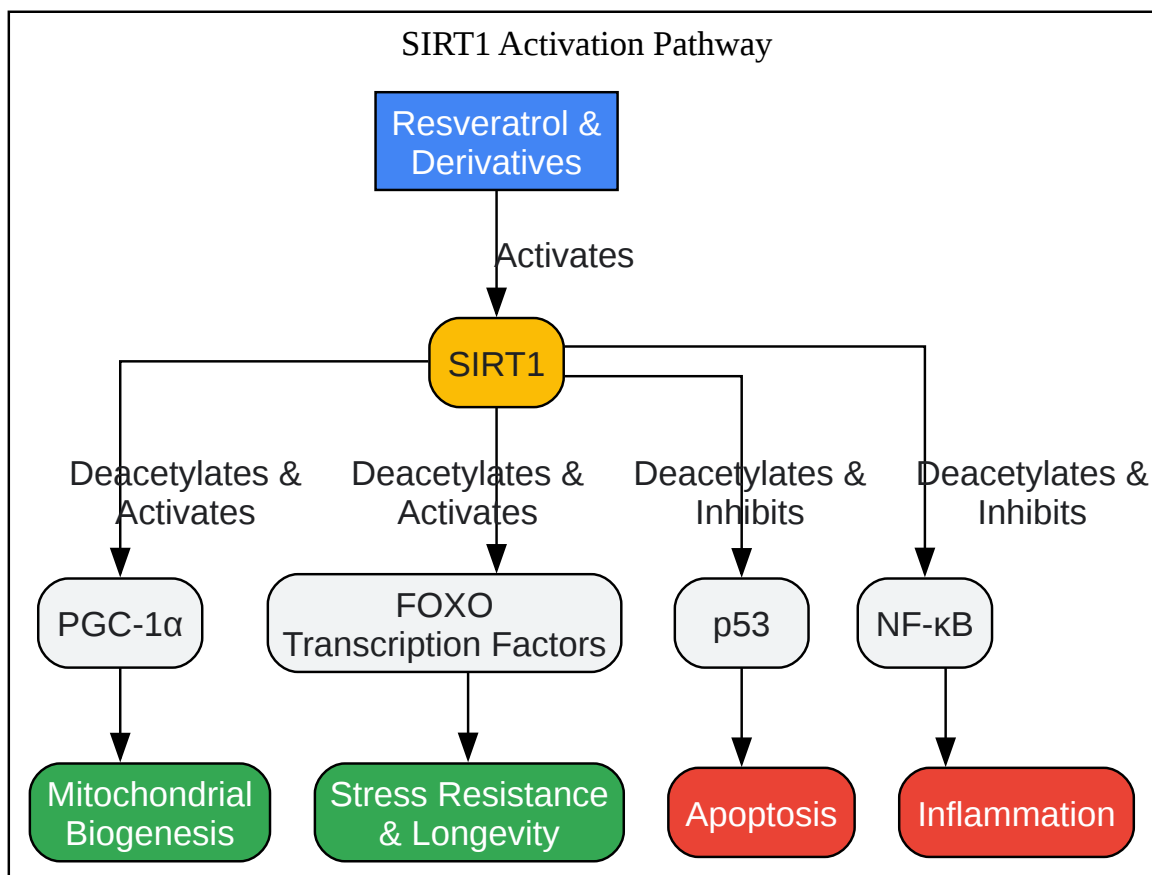 SIRT1 Activation Pathway
Resveratrol &
Derivatives
Activates
SIRT1
Deacetylates &
Activates
Deacetylates &
Activates
Deacetylates &
Inhibits
Deacetylates &
Inhibits
PGC-1α
FOXO
Transcription Factors
p53
NF-κB
Mitochondrial
Biogenesis
Stress Resistance
& Longevity
Apoptosis
Inflammation